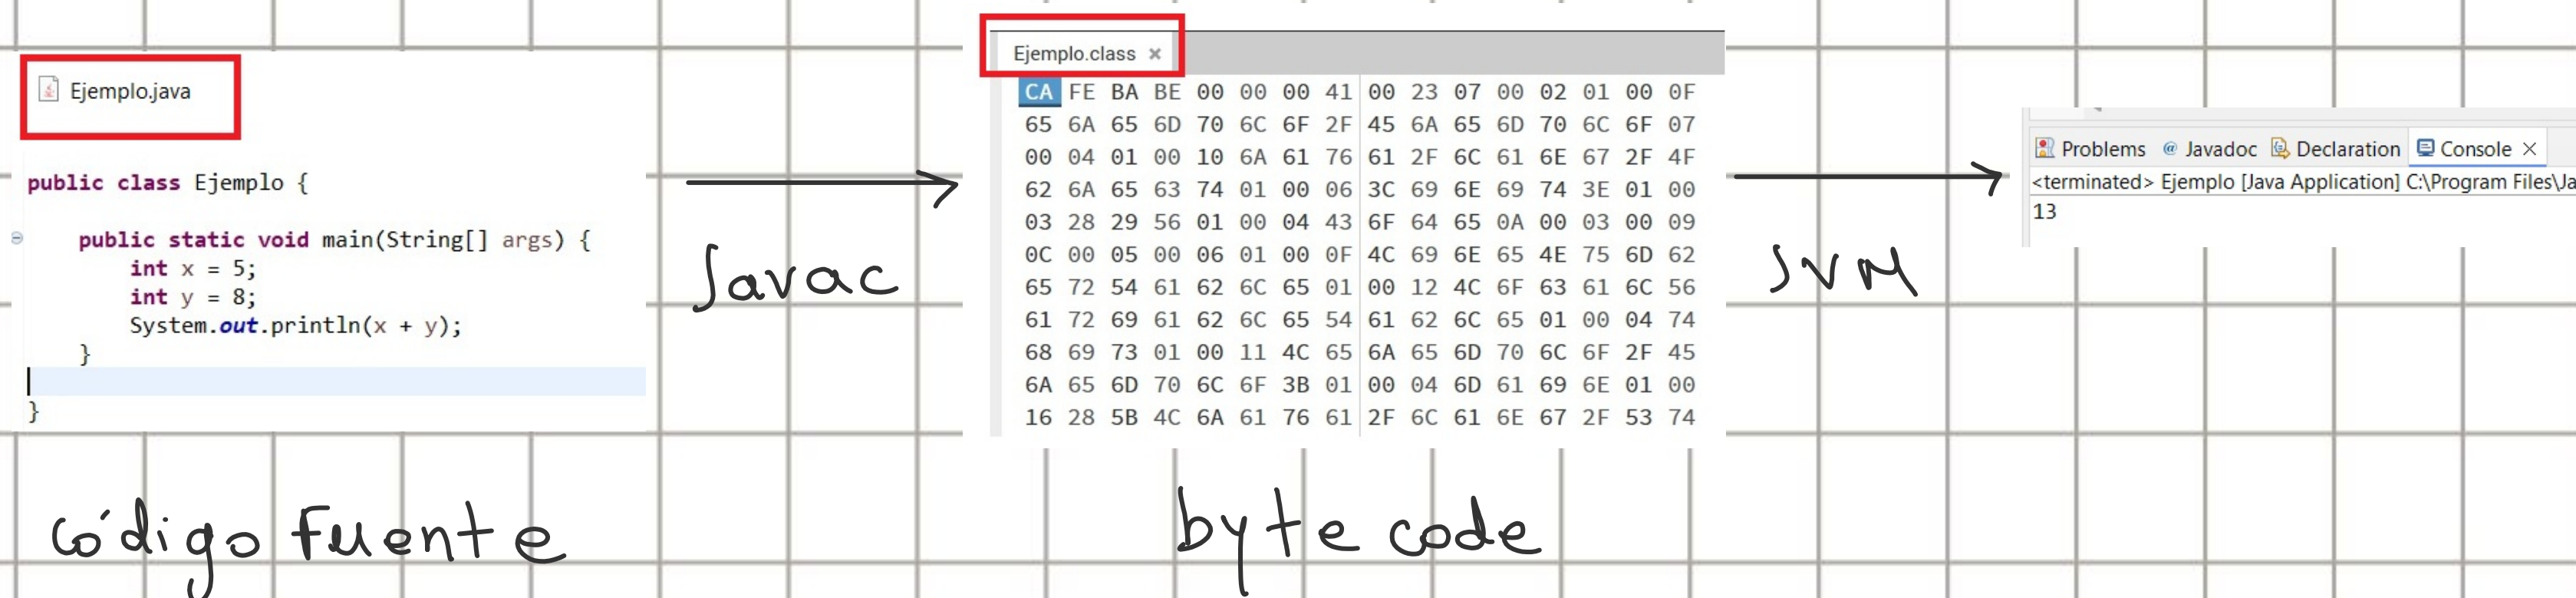 Ejemplo.java
public class Ejemplo {
public static void main(String[] args) {
int x = 5;
int y = 8;
System.out.println(x + y);
}
}
Código Fuente
Javac
Ejemplo.class ×
CA FE BA BE 00 00 00 41 00 23 07 00 02 01 00 0F
65 6A 65 6D 70 6C 6F 2F 45 6A 65 6D 70 6C 6F 07
00 04 01 00 10 6A 61 76 61 2F 6C 61 6E 67 2F 4F
62 6A 65 63 74 01 00 06 3C 69 6E 69 74 3E 01 00
03 28 29 56 01 00 04 43 6F 64 65 0A 00 03 00 09
0C 00 05 00 06 01 00 0F 4C 69 6E 65 4E 75 6D 62
65 72 54 61 62 6C 65 01 00 12 4C 6F 63 61 6C 56
61 72 69 61 62 6C 65 54 61 62 6C 65 01 00 04 74
68 69 73 01 00 11 4C 65 6A 65 6D 70 6C 6F 2F 45
6A 65 6D 70 6C 6F 3B 01 00 04 6D 61 69 6E 01 00
16 28 5B 4C 6A 61 76 61 2F 6C 61 6E 67 2F 53 74
byte code
JVM
Problems @ Javadoc Declaration Console ×
<terminated> Ejemplo [Java Application] C:\Program Files\Ja
13